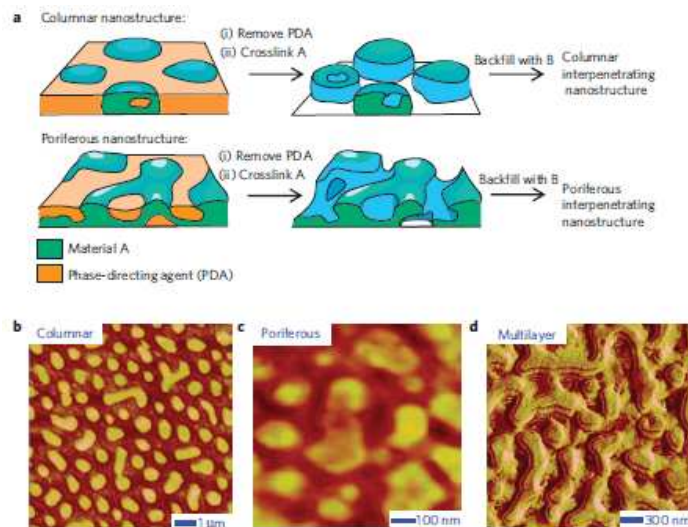 a
Columnar nanostructure:
(i) Remove PDA
(ii) Crosslink A
Backfill with B
Columnar
interpenetrating
nanostructure
Poriferous nanostructure:
(i) Remove PDA
(ii) Crosslink A
Backfill with B
Poriferous
interpenetrating
nanostructure
Material A
Phase-directing agent (PDA)
b
Columnar
1 µm
c
Poriferous
100 nm
d
Multilayer
300 nm